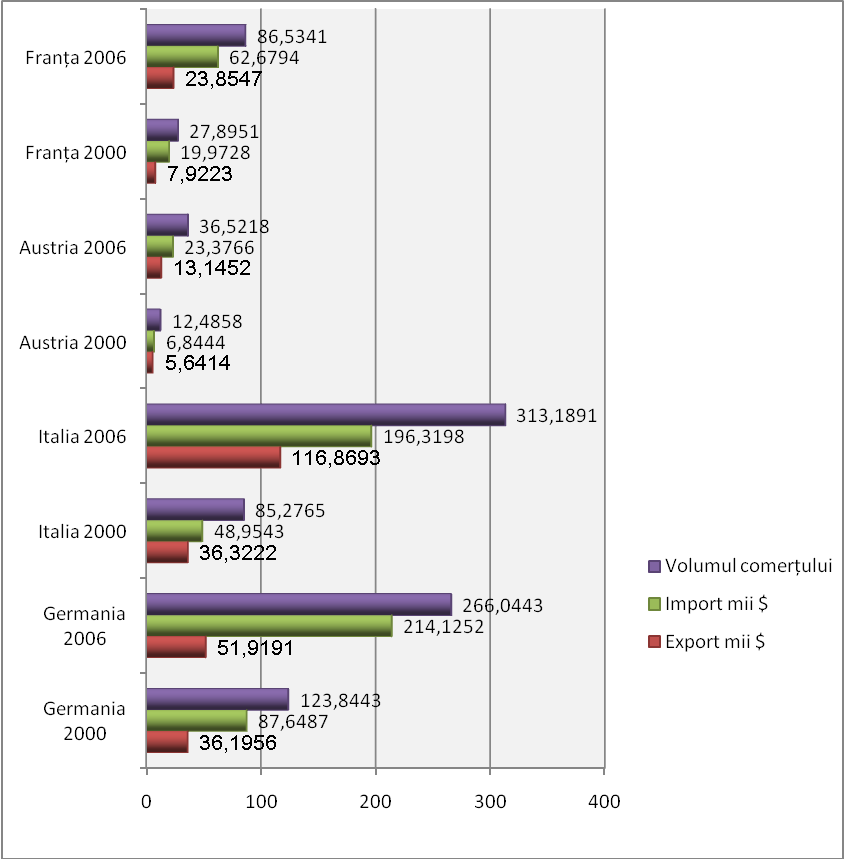 Franța 2006
86,5341
62,6794
23,8547
Franța 2000
27,8951
19,9728
7,9223
Austria 2006
36,5218
23,3766
13,1452
Austria 2000
12,4858
6,8444
5,6414
Italia 2006
313,1891
196,3198
116,8693
Italia 2000
85,2765
48,9543
36,3222
Germania
2006
266,0443
214,1252
51,9191
Germania
2000
123,8443
87,6487
36,1956
0 100 200 300 400
Volumul comerțului
Import mii $
Export mii $